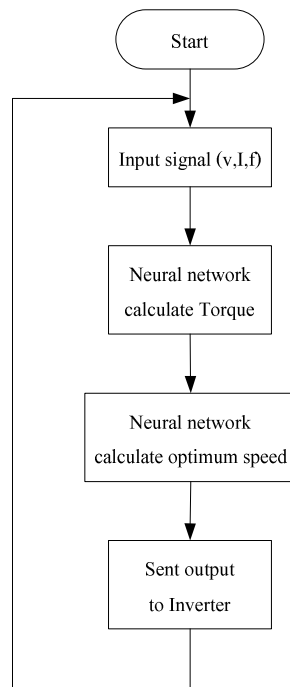 Start
Input signal (v,I,f)
Neural network
calculate Torque
Neural network
calculate optimum speed
Sent output
to Inverter